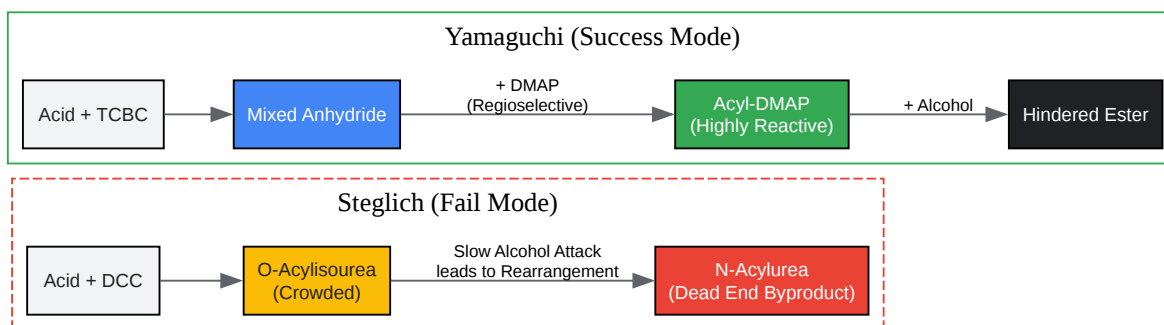 Yamaguchi (Success Mode)
Acid + TCBC
Mixed Anhydride
+ DMAP
(Regioselective)
Acyl-DMAP
(Highly Reactive)
+ Alcohol
Hindered Ester
Steglich (Fail Mode)
Acid + DCC
O-Acylisourea
(Crowded)
Slow Alcohol Attack
leads to Rearrangement
N-Acylurea
(Dead End Byproduct)